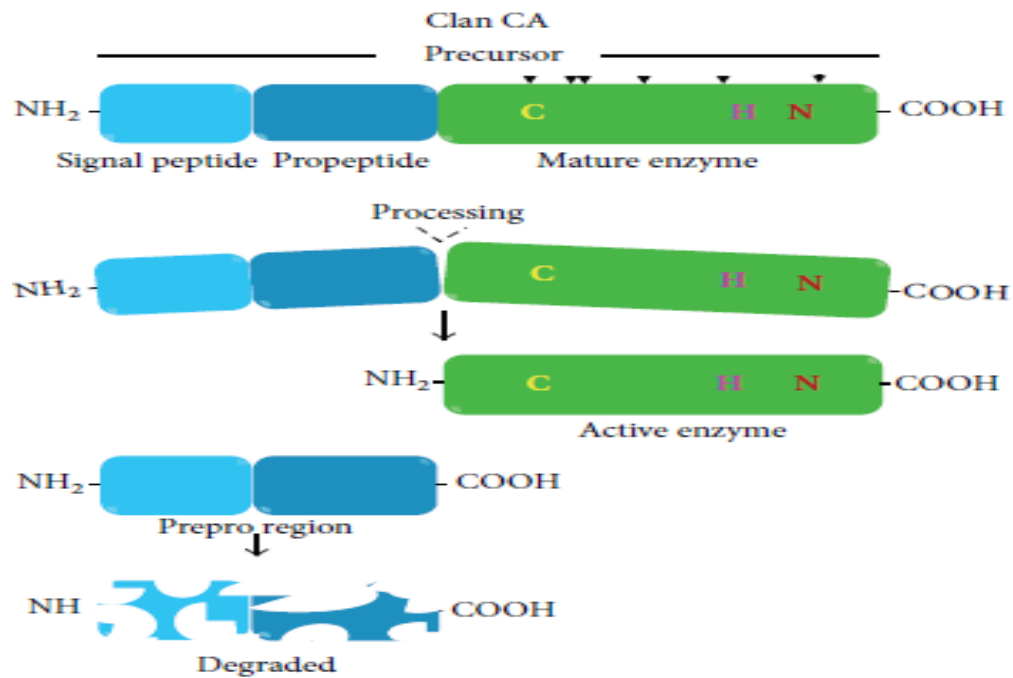 Clan CA
Precursor
NH₂ C H N COOH
Signal peptide Propeptide Mature enzyme
Processing
NH₂ C H N COOH
NH₂ C H N COOH
Active enzyme
NH₂ COOH
Prepro region
NH COOH
Degraded